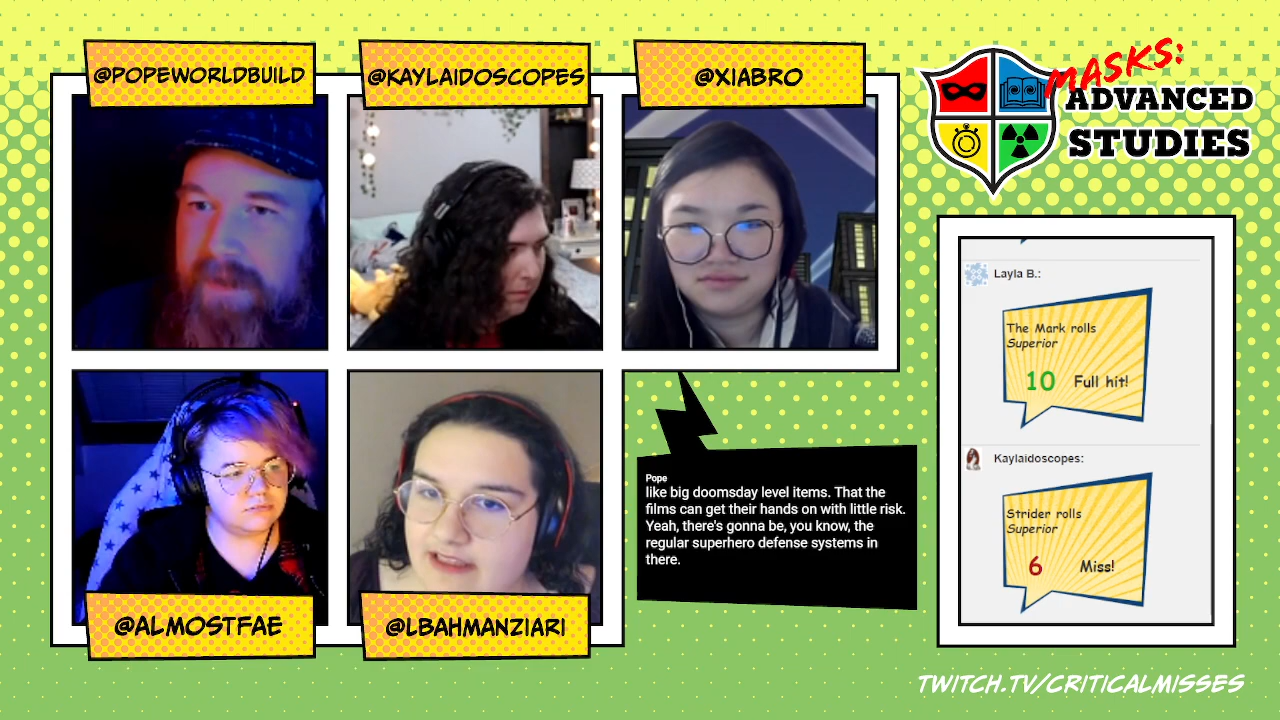 @POPEWORLDBUILD
@KAYLAIDOSCOPES
@XIABRO
MASKS:
ADVANCED
STUDIES
@ALMOSTFAE
@LBAHMANZIARI
Pope
like big doomsday level items. That the
films can get their hands on with little risk.
Yeah, there's gonna be, you know, the
regular superhero defense systems in
there.
Layla B.:
The Mark rolls
Superior
10 Full hit!
Kaylaidoscopes:
Strider rolls
Superior
6 Miss!
TWITCH.TV/CRITICALMISSES